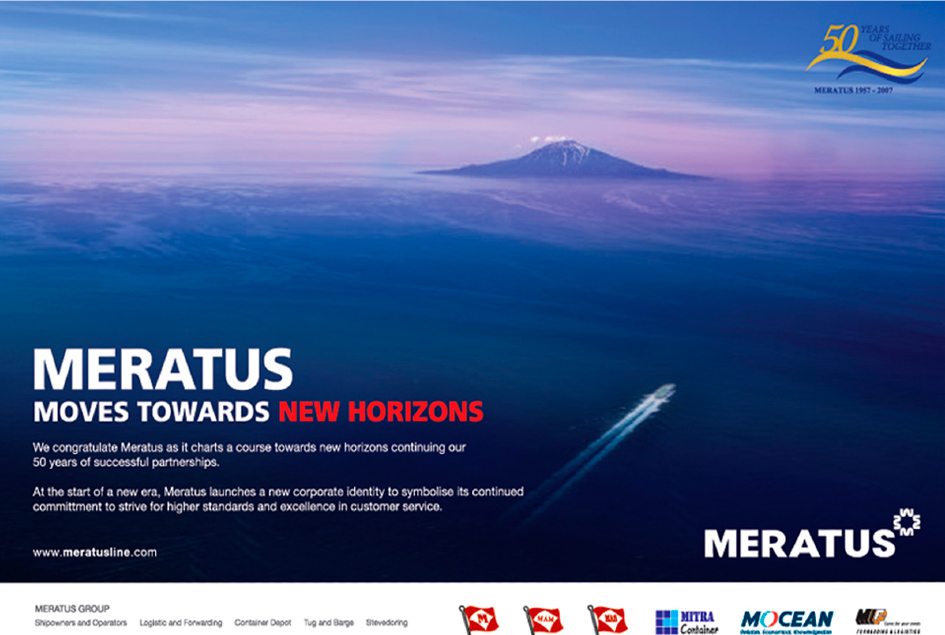 50 YEARS
OF SAILING
TOGETHER
MERATUS 1957 - 2007
MERATUS
MOVES TOWARDS NEW HORIZONS
We congratulate Meratus as it charts a course towards new horizons continuing our
50 years of successful partnerships.
At the start of a new era, Meratus launches a new corporate identity to symbolise its continued
committment to strive for higher standards and excellence in customer service.
www.meratusline.com
MERATUS
MERATUS GROUP
Shipowners and Operators Logistic and Forwarding Container Depot Tug and Barge Stevedoring
M
MAM
MITRA
Container
MOCEAN
FORWARDING & LOGISTICS